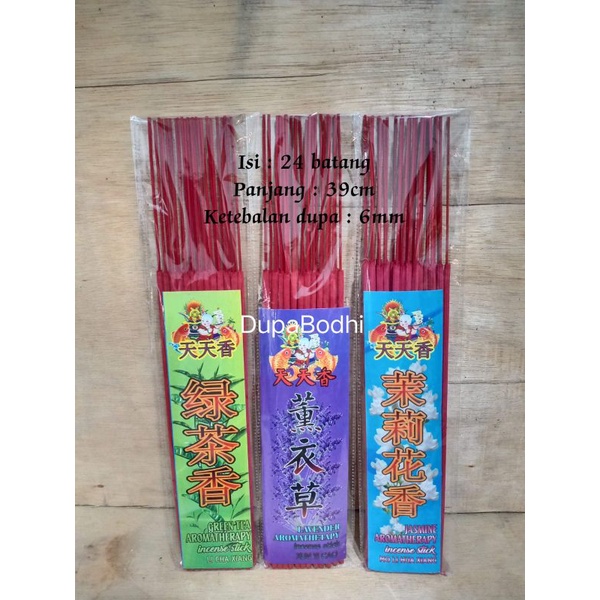 Isi : 24 batang
Panjang : 39cm
Ketebalan dupa : 6mm
DupaBodhi
天天香
绿茶香
GREEN TEA
AROMATHERAPY
incense stick
天天香
薰衣草
LAVENDER
AROMATHERAPY
incense stick
天天香
茉莉花香
JASMINE
AROMATHERAPY
incense stick